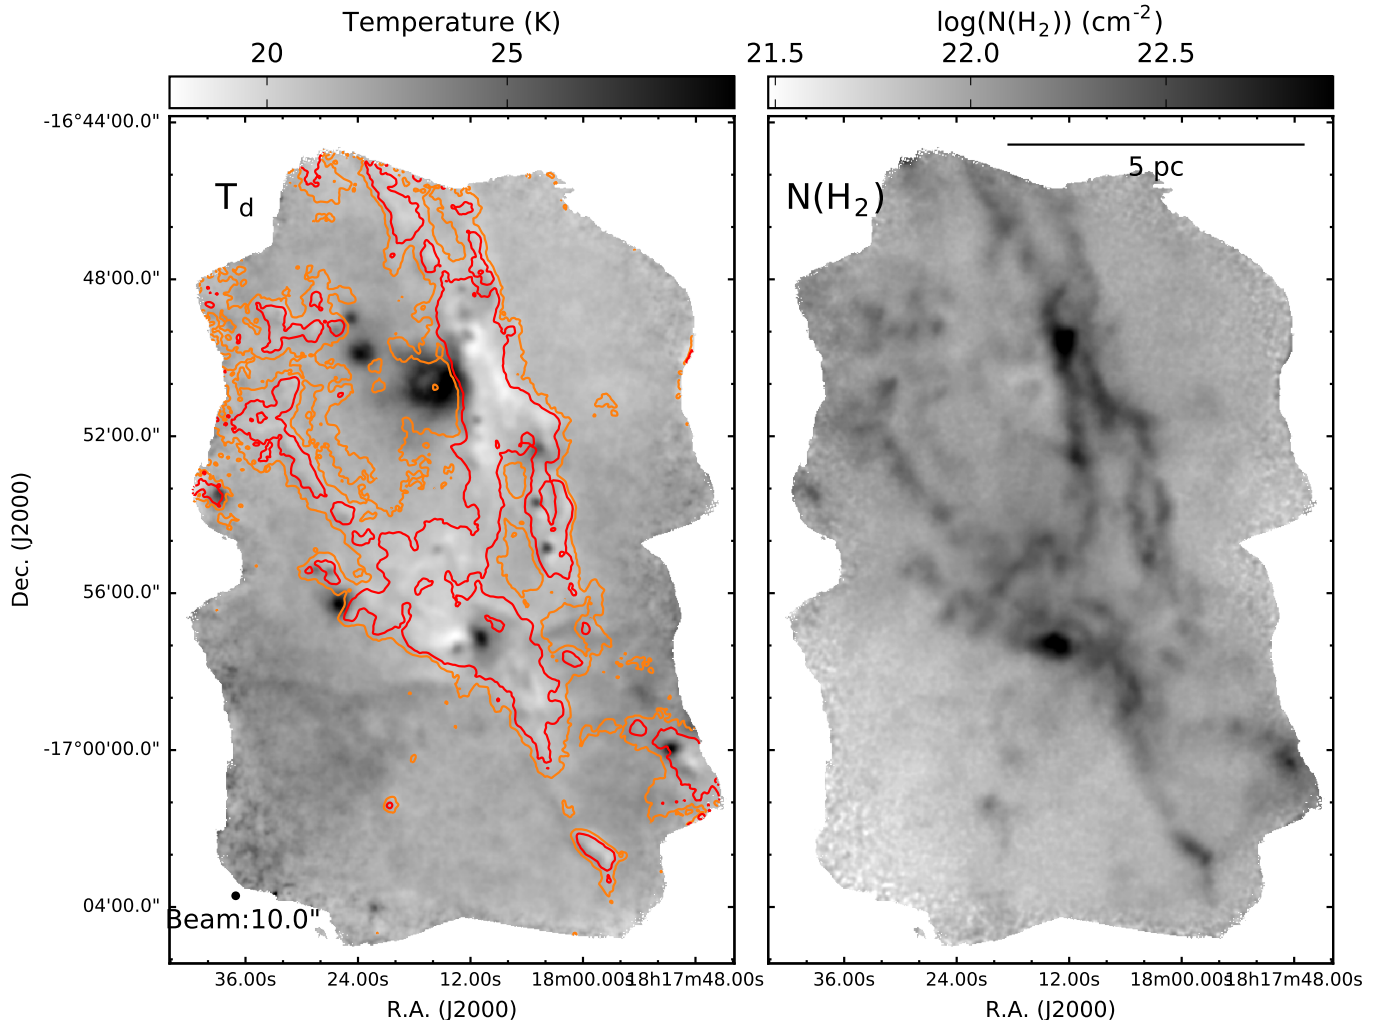 Temperature (K)
20 25
log(N(H2)) (cm-2)
21.5 22.0 22.5
-16°44'00.0"
48'00.0"
52'00.0"
56'00.0"
-17°00'00.0"
04'00.0"
Dec. (J2000)
Td
Beam:10.0"
36.00s 24.00s 12.00s 18m00.00s 18h17m48.00s
R.A. (J2000)
5 pc
N(H2)
36.00s 24.00s 12.00s 18m00.00s 18h17m48.00s
R.A. (J2000)